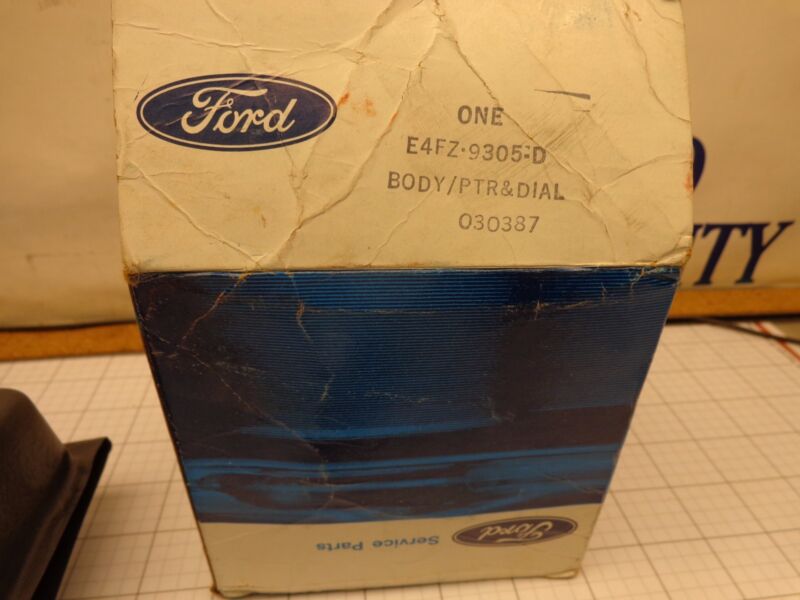 Ford
ONE
E4FZ-9305-D
BODY/PTR&DIAL
030387
Ford
Service Parts